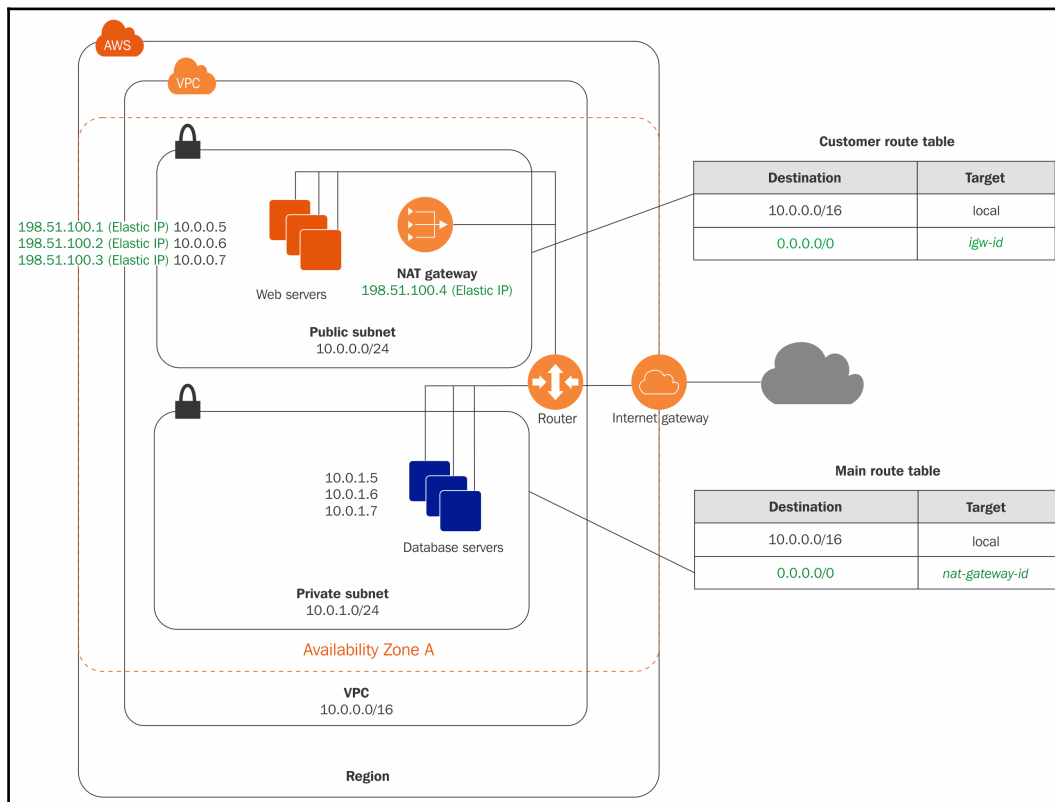 AWS
VPC
198.51.100.1 (Elastic IP) 10.0.0.5
198.51.100.2 (Elastic IP) 10.0.0.6
198.51.100.3 (Elastic IP) 10.0.0.7
Web servers
NAT gateway
198.51.100.4 (Elastic IP)
Public subnet
10.0.0.0/24
Customer route table
Destination Target
10.0.0.0/16 local
0.0.0.0/0 igw-id
Router
Internet gateway
10.0.1.5
10.0.1.6
10.0.1.7
Database servers
Private subnet
10.0.1.0/24
Main route table
Destination Target
10.0.0.0/16 local
0.0.0.0/0 nat-gateway-id
Availability Zone A
VPC
10.0.0.0/16
Region